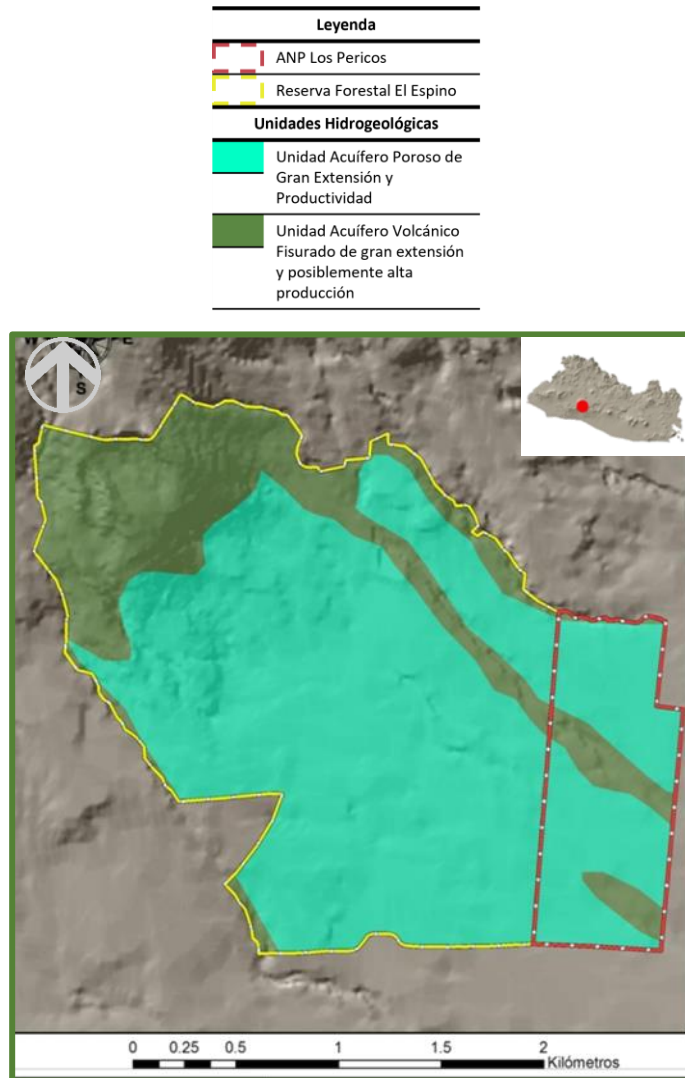 Leyenda
ANP Los Pericos
Reserva Forestal El Espino
Unidades Hidrogeológicas
Unidad Acuífero Poroso de
Gran Extensión y
Productividad
Unidad Acuífero Volcánico
Fisurado de gran extensión
y posiblemente alta
producción
W E
S
0 0.25 0.5 1 1.5 2
Kilómetros